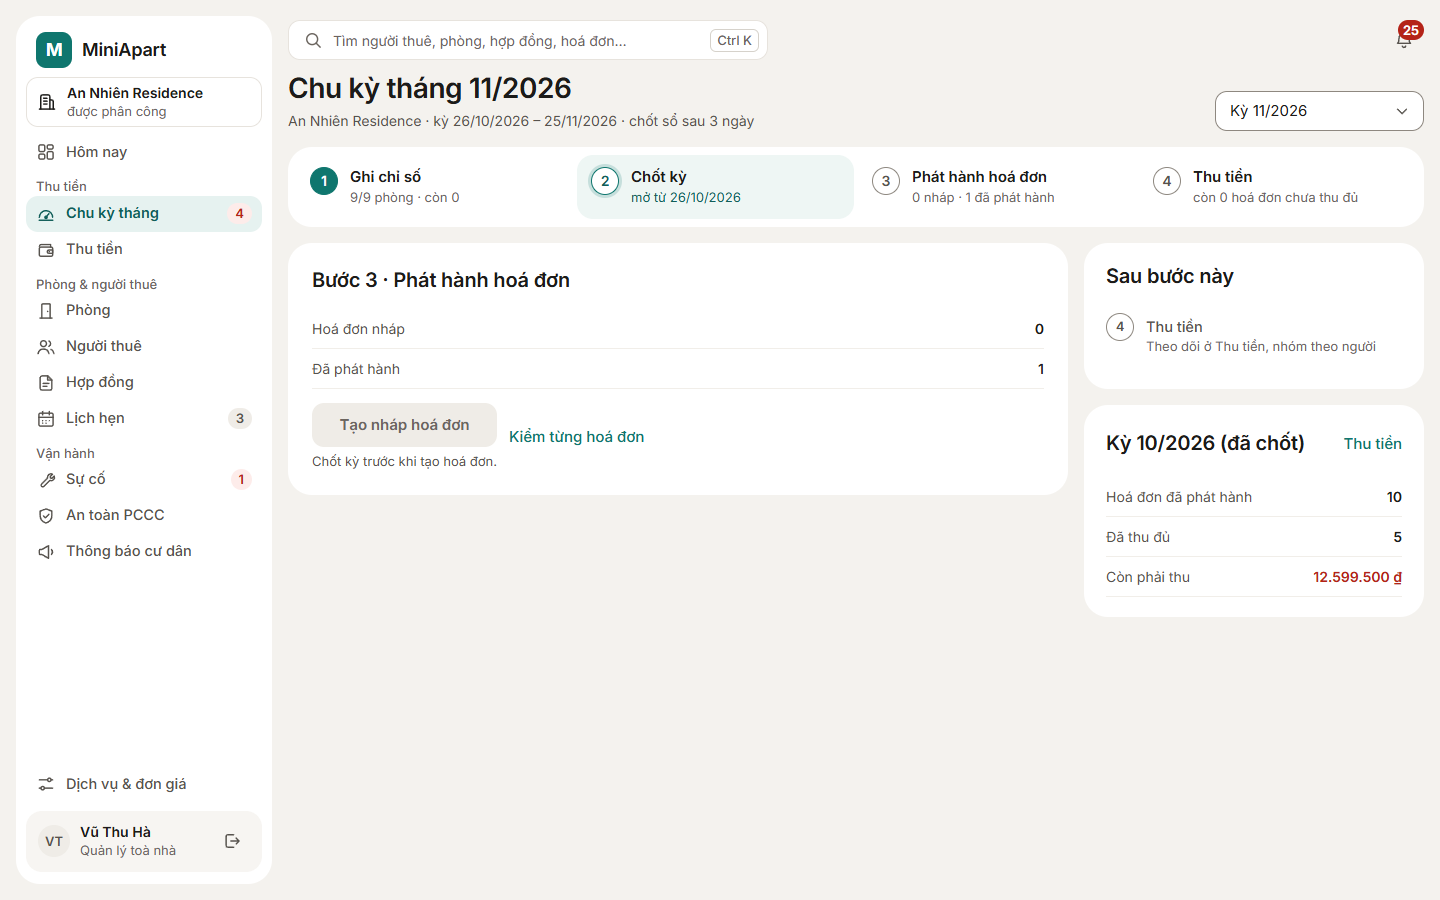 M MiniApart
An Nhiên Residence
được phân công
Hôm nay
Thu tiền
Chu kỳ tháng 4
Thu tiền
Phòng & người thuê
Phòng
Người thuê
Hợp đồng
Lịch hẹn 3
Vận hành
Sự cố 1
An toàn PCCC
Thông báo cư dân
Dịch vụ & đơn giá
VT
Vũ Thu Hà
Quản lý toà nhà
Tìm người thuê, phòng, hợp đồng, hoá đơn... Ctrl K
25
Chu kỳ tháng 11/2026
An Nhiên Residence · kỳ 26/10/2026 – 25/11/2026 · chốt sổ sau 3 ngày
Kỳ 11/2026
1 Ghi chỉ số
9/9 phòng · còn 0
2 Chốt kỳ
mở từ 26/10/2026
3 Phát hành hoá đơn
0 nháp · 1 đã phát hành
4 Thu tiền
còn 0 hoá đơn chưa thu đủ
Bước 3 · Phát hành hoá đơn
Hoá đơn nháp 0
Đã phát hành 1
Tạo nháp hoá đơn Kiểm từng hoá đơn
Chốt kỳ trước khi tạo hoá đơn.
Sau bước này
4 Thu tiền
Theo dõi ở Thu tiền, nhóm theo người
Kỳ 10/2026 (đã chốt) Thu tiền
Hoá đơn đã phát hành 10
Đã thu đủ 5
Còn phải thu 12.599.500 ₫